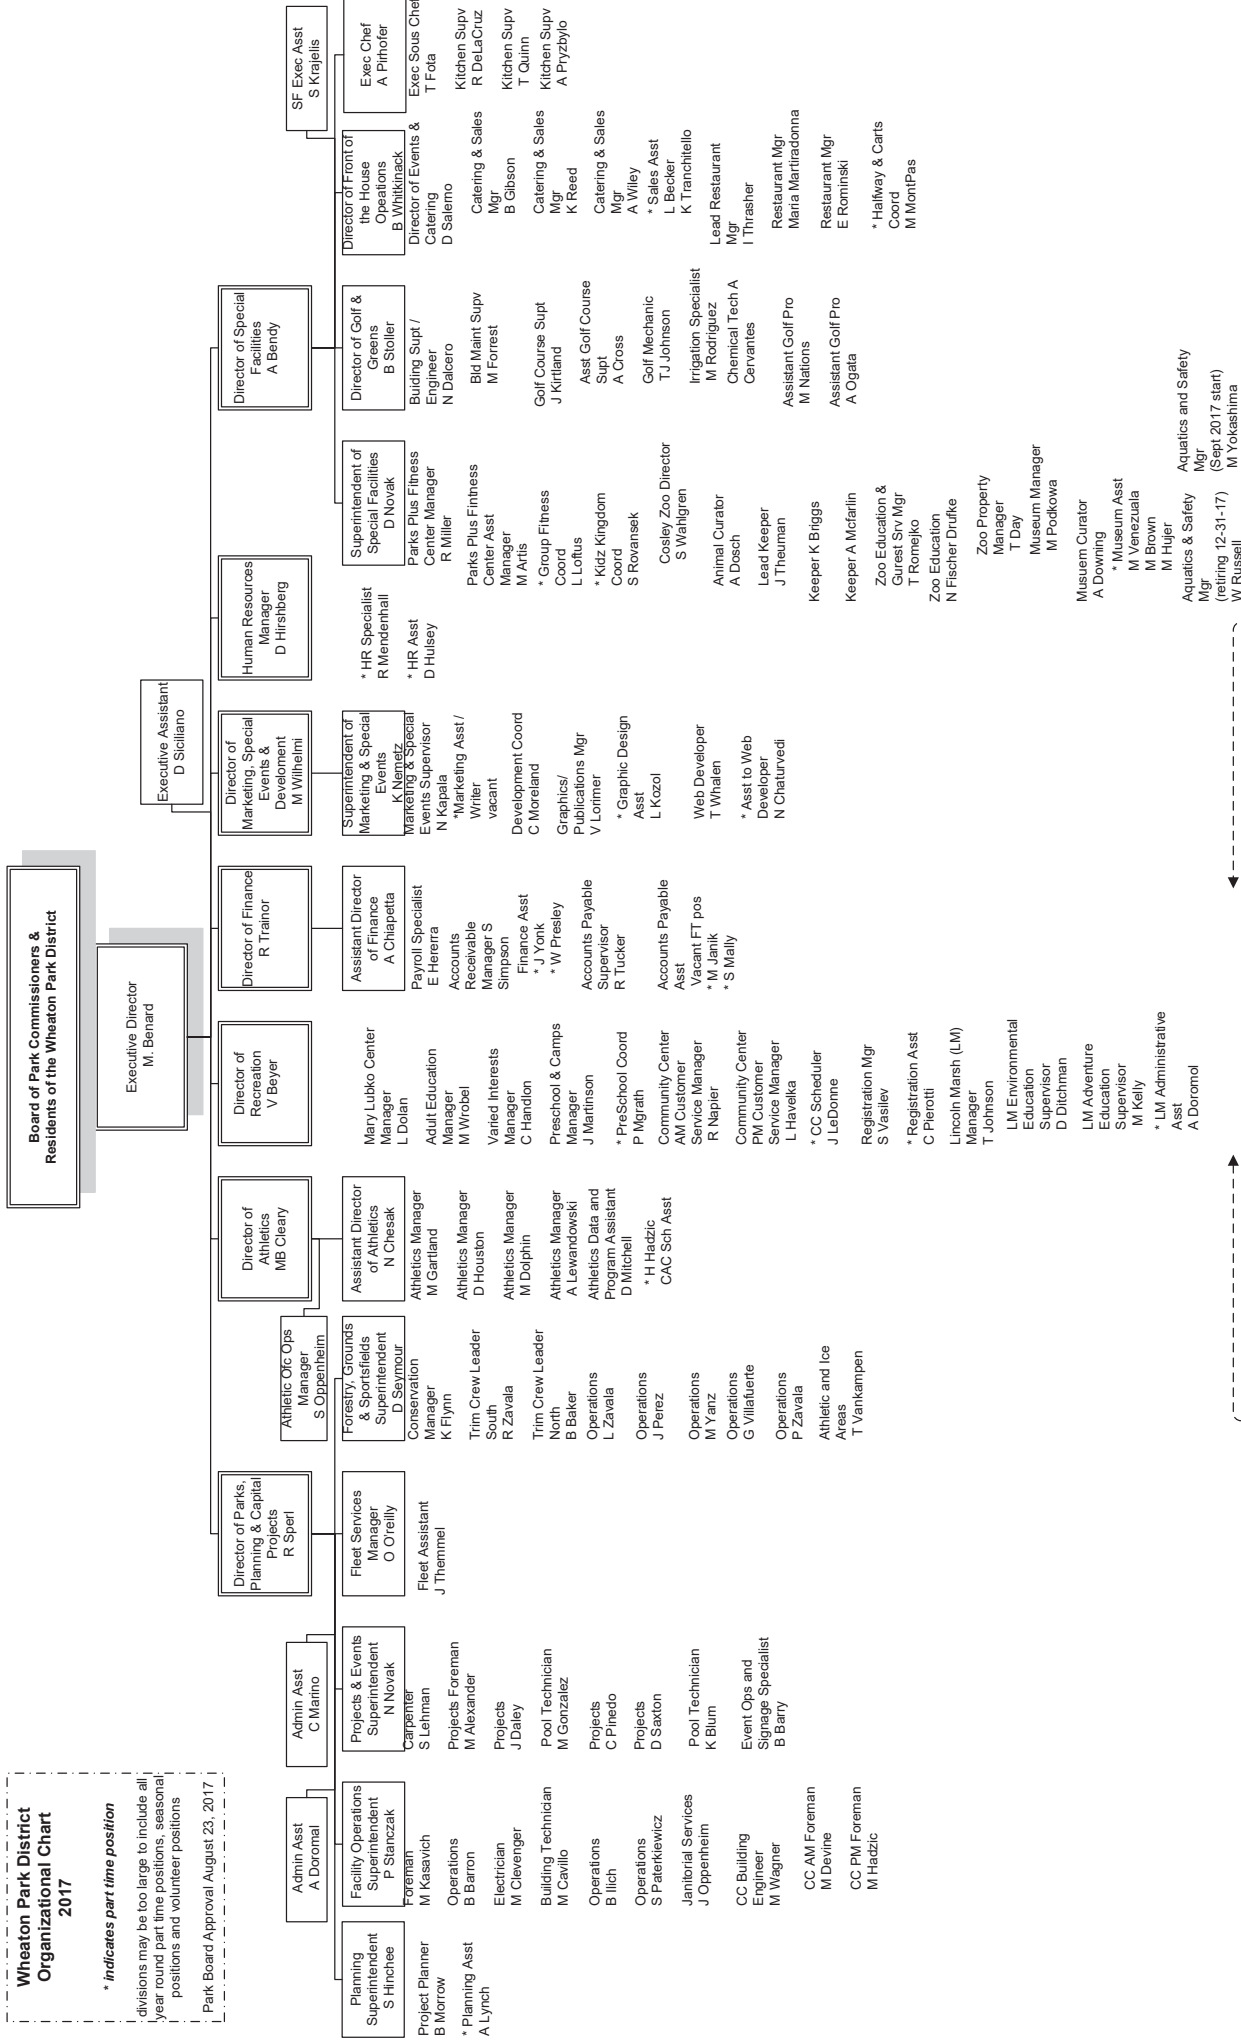 Wheaton Park District
Organizational Chart
2017
* indicates part time position
divisions may be too large to include all
year round part time positions, seasonal
positions and volunteer positions
Park Board Approval August 23, 2017
Board of Park Commissioners &
Residents of the Wheaton Park District
Executive Director
M. Benard
Executive Assistant
D Siciliano
Director of Parks,
Planning & Capital
Projects
R Sperl
Admin Asst
A Doromal
Admin Asst
C Marino
Planning
Superintendent
S Hinchee
Project Planner
B Morrow
* Planning Asst
A Lynch
Facility Operations
Superintendent
P Stanczak
Foreman
M Kasavich
Operations
B Barron
Electrician
M Clevenger
Building Technician
M Cavillo
Operations
B Ilich
Operations
S Paterkiewicz
Janitorial Services
J Oppenheim
CC Building
Engineer
M Wagner
CC AM Foreman
M Devine
CC PM Foreman
M Hadzic
Projects & Events
Superintendent
N Novak
Carpenter
S Lehman
Projects Foreman
M Alexander
Projects
J Daley
Pool Technician
M Gonzalez
Projects
C Pinedo
Projects
D Saxton
Pool Technician
K Blum
Event Ops and
Signage Specialist
B Barry
Fleet Services
Manager
O O'reilly
Fleet Assistant
J Themmel
Forestry, Grounds
& Sportsfields
Superintendent
D Seymour
Conservation
Manager
K Flynn
Trim Crew Leader
South
R Zavala
Trim Crew Leader
North
B Baker
Operations
L Zavala
Operations
J Perez
Operations
M Yanz
Operations
G Villafuerte
Operations
P Zavala
Athletic and Ice
Areas
T Vankampen
Director of
Athletics
MB Cleary
Athletic Ofc Ops
Manager
S Oppenheim
Assistant Director
of Athletics
N Chesak
Athletics Manager
M Gartland
Athletics Manager
D Houston
Athletics Manager
M Dolphin
Athletics Manager
A Lewandowski
Athletics Data and
Program Assistant
D Mitchell
* H Hadzic
CAC Sch Asst
Director of
Recreation
V Beyer
Mary Lubko Center
Manager
L Dolan
Adult Education
Manager
M Wrobel
Varied Interests
Manager
C Handlon
Preschool & Camps
Manager
J Martinson
* PreSchool Coord
P Mgrath
Community Center
AM Customer
Service Manager
R Napier
Community Center
PM Customer
Service Manager
L Havelka
* CC Scheduler
J LeDonne
Registration Mgr
S Vasilev
* Registration Asst
C Pierotti
Lincoln Marsh (LM)
Manager
T Johnson
LM Environmental
Education
Supervisor
D Ditchman
LM Adventure
Education
Supervisor
M Kelly
* LM Administrative
Asst
A Doromol
Director of Finance
R Trainor
Assistant Director
of Finance
A Chiapetta
Payroll Specialist
E Hererra
Accounts
Receivable
Manager S
Simpson
Finance Asst
* J Yonk
* W Presley
Accounts Payable
Supervisor
R Tucker
Accounts Payable
Asst
Vacant FT pos
* M Janik
* S Mally
Director of
Marketing, Special
Events &
Develoment
M Wilhelmi
Superintendent of
Marketing & Special
Events
K Nemetz
Marketing & Special
Events Supervisor
N Kapala
*Marketing Asst /
Writer
vacant
Development Coord
C Moreland
Graphics/
Publications Mgr
V Lorimer
* Graphic Design
Asst
L Kozol
Web Developer
T Whalen
* Asst to Web
Developer
N Chaturvedi
Human Resources
Manager
D Hirshberg
* HR Specialist
R Mendenhall
* HR Asst
D Hulsey
Director of Special
Facilities
A Bendy
SF Exec Asst
S Krajelis
Superintendent of
Special Facilities
D Novak
Parks Plus Fitness
Center Manager
R Miller
Parks Plus Fintness
Center Asst
Manager
M Artis
* Group Fitness
Coord
L Loftus
* Kidz Kingdom
Coord
S Rovansek
Cosley Zoo Director
S Wahlgren
Animal Curator
A Dosch
Lead Keeper
J Theuman
Keeper K Briggs
Keeper A Mcfarlin
Zoo Education &
Gurest Srv Mgr
T Romejko
Zoo Education
N Fischer Drufke
Zoo Property
Manager
T Day
Museum Manager
M Podkowa
Musuem Curator
A Downing
* Museum Asst
M Venezuala
M Brown
M Hujer
Aquatics & Safety
Mgr
(retiring 12-31-17)
W Russell
Aquatics and Safety
Mgr
(Sept 2017 start)
M Yokashima
Director of Golf &
Greens
B Stoller
Buiding Supt /
Engineer
N Dalcero
Bld Maint Supv
M Forrest
Golf Course Supt
J Kirtland
Asst Golf Course
Supt
A Cross
Golf Mechanic
TJ Johnson
Irrigation Specialist
M Rodriguez
Chemical Tech A
Cervantes
Assistant Golf Pro
M Nations
Assistant Golf Pro
A Ogata
Director of Front of
the House
Opeations
B Whitkinack
Director of Events &
Catering
D Salerno
Catering & Sales
Mgr
B Gibson
Catering & Sales
Mgr
K Reed
Catering & Sales
Mgr
A Wiley
* Sales Asst
L Becker
K Tranchitello
Lead Restaurant
Mgr
I Thrasher
Restaurant Mgr
Maria Martiradonna
Restaurant Mgr
E Rominski
* Halfway & Carts
Coord
M MontPas
Exec Chef
A Pirhofer
Exec Sous Chef
T Fota
Kitchen Supv
R DeLaCruz
Kitchen Supv
T Quinn
Kitchen Supv
A Pryzbylo